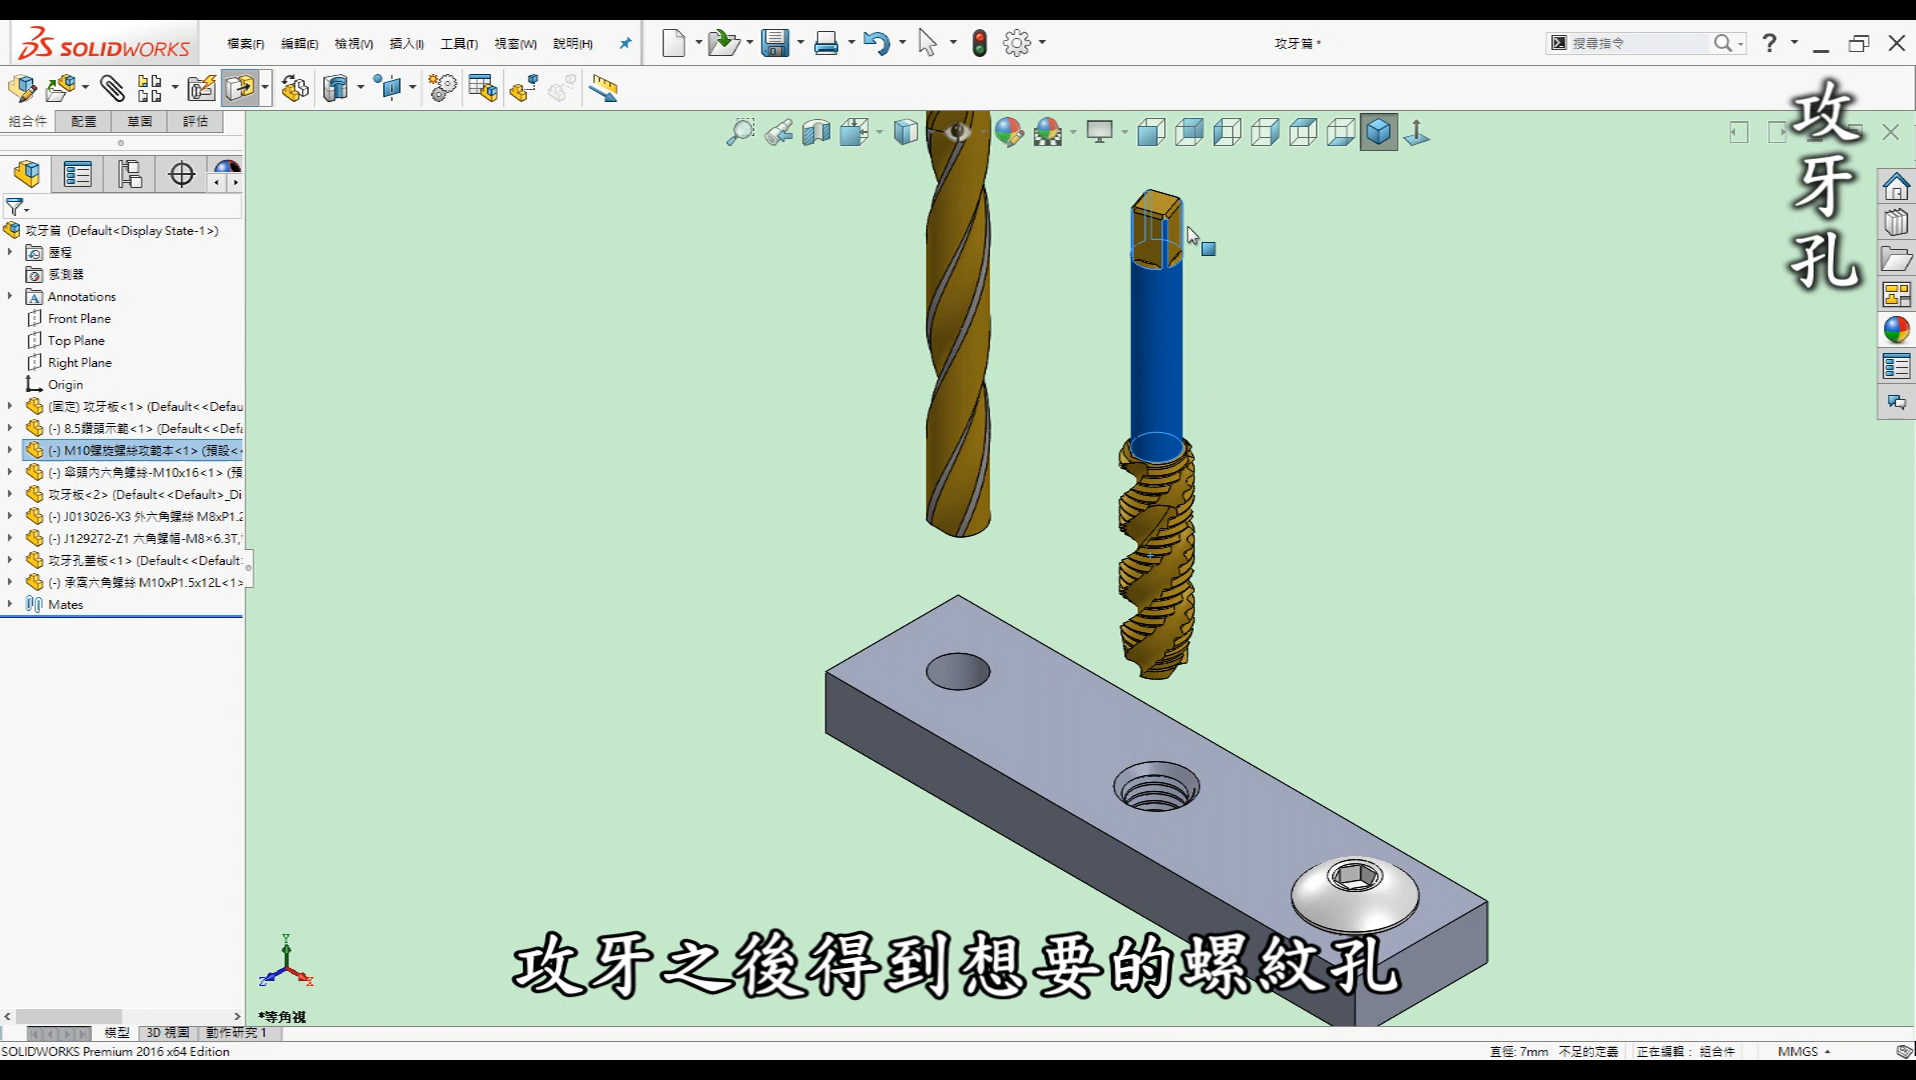 SOLIDWORKS
檔案(F) 編輯(E) 檢視(V) 插入(I) 工具(T) 視窗(W) 說明(H)
攻牙篇 *
搜尋指令
組合件 配置 草圖 評估
攻牙篇 (Default<Display State-1>)
歷程
感測器
Annotations
Front Plane
Top Plane
Right Plane
Origin
(固定) 攻牙板<1> (Default<<Defau
(-) 8.5鑽頭示範<1> (Default<<Defa
(-) M10螺旋螺絲攻範本<1> (預設<<
(-) 傘頭內六角螺絲-M10x16<1> (預
攻牙板<2> (Default<<Default>_Di
(-) J013026-X3 外六角螺絲 M8xP1.2
(-) J129272-Z1 六角螺帽-M8×6.3T,
攻牙孔蓋板<1> (Default<<Default
(-) 承窩六角螺絲 M10xP1.5x12L<1>
Mates
攻牙孔
攻牙之後得到想要的螺紋孔
Y
Z
X
*等角視
模型 3D 視圖 動作研究 1
SOLIDWORKS Premium 2016 x64 Edition
直徑: 7mm 不足的定義 正在編輯: 組合件 MMGS